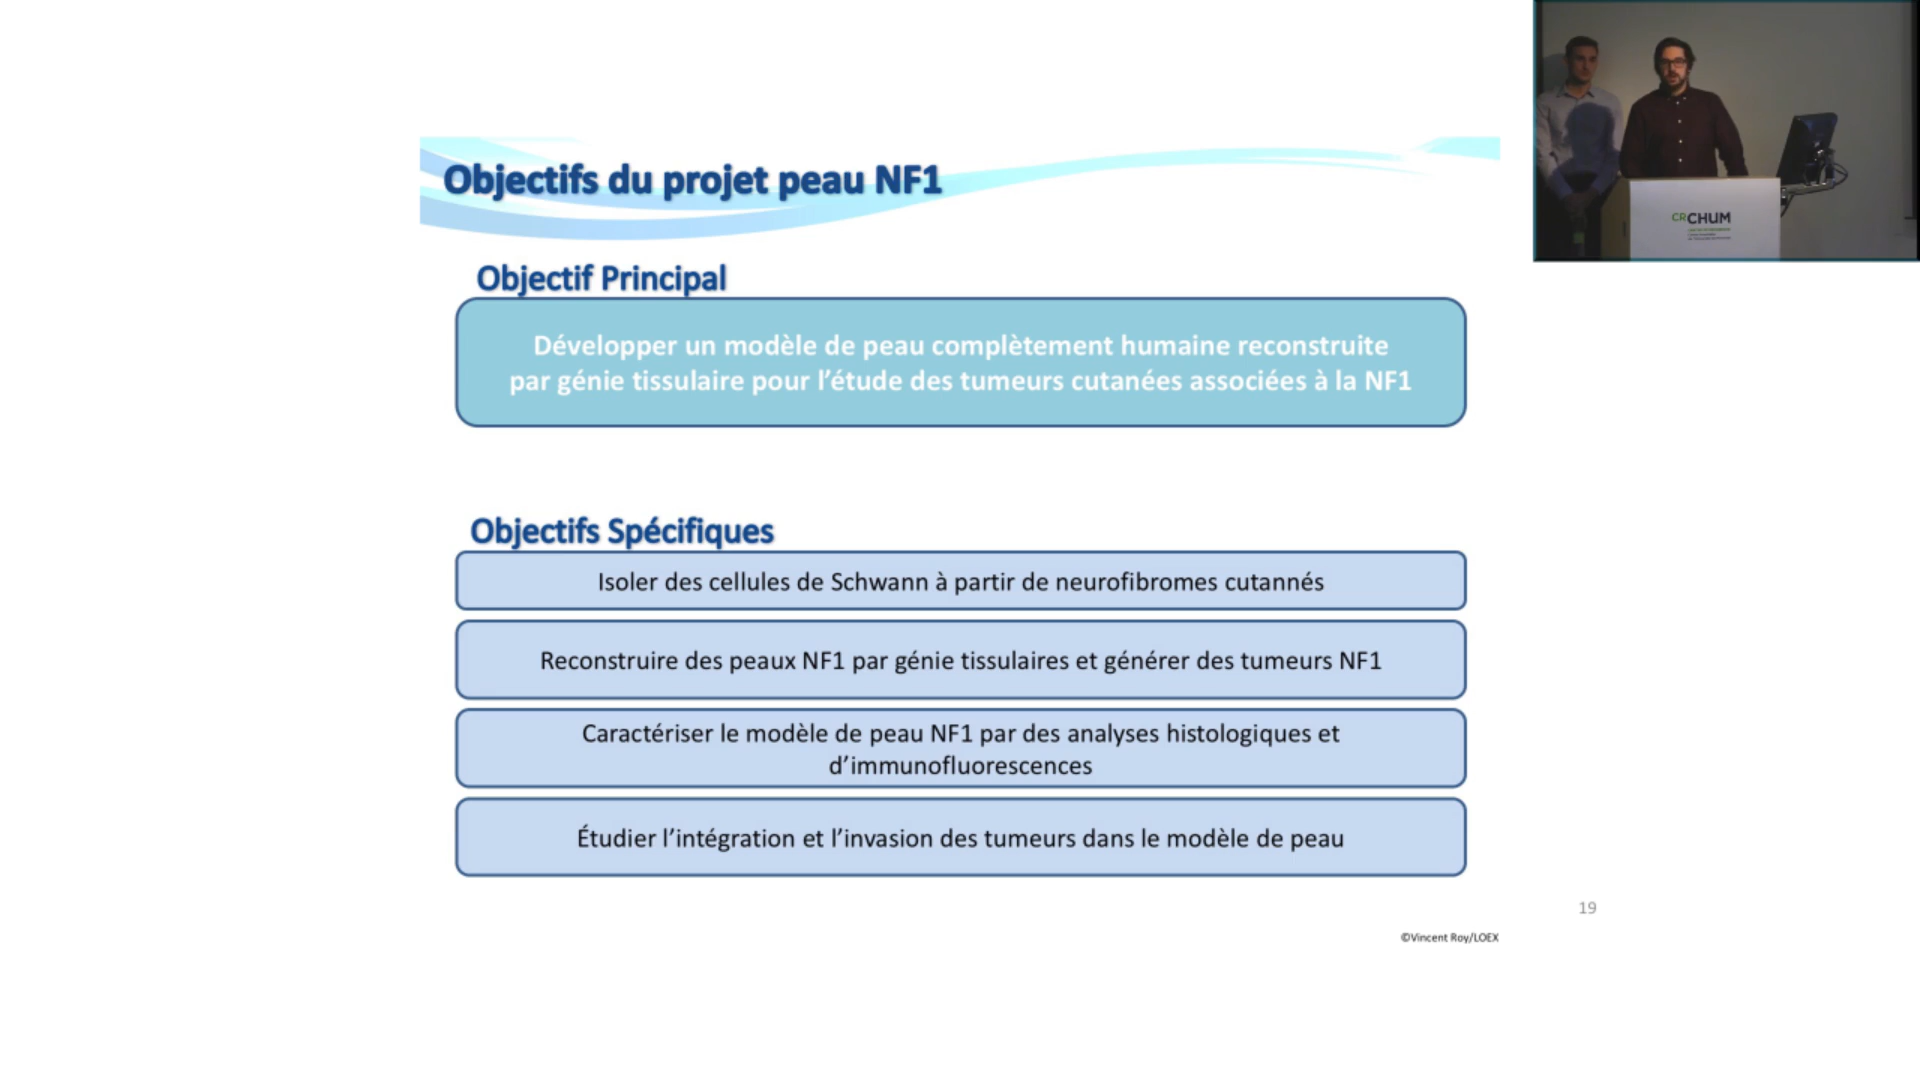 Objectifs du projet peau NF1
Objectif Principal
Développer un modèle de peau complètement humaine reconstruite
par génie tissulaire pour l’étude des tumeurs cutanées associées à la NF1
Objectifs Spécifiques
Isoler des cellules de Schwann à partir de neurofibromes cutannés
Reconstruire des peaux NF1 par génie tissulaires et générer des tumeurs NF1
Caractériser le modèle de peau NF1 par des analyses histologiques et
d’immunofluorescences
Étudier l’intégration et l’invasion des tumeurs dans le modèle de peau
19
©Vincent Roy/LOEX
CRCHUM